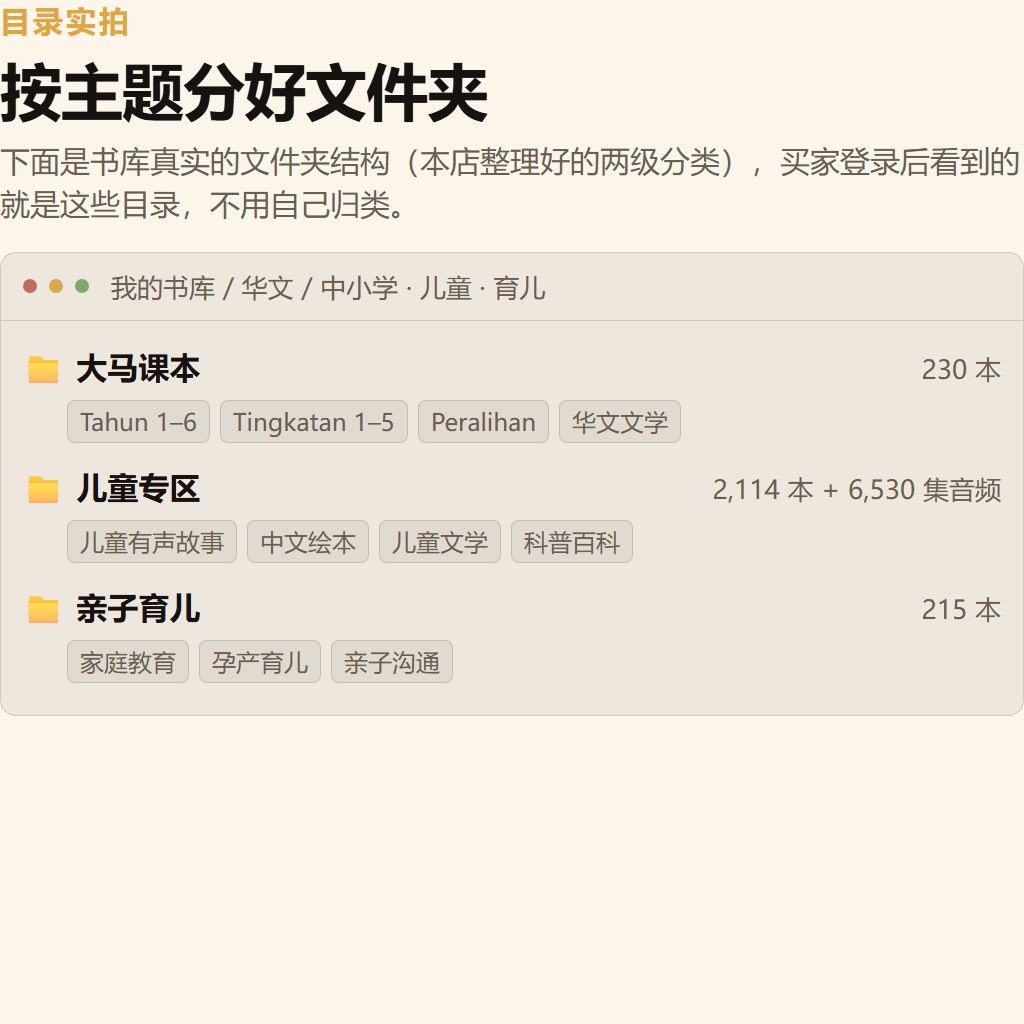 目录实拍
按主题分好文件夹
下面是书库真实的文件夹结构（本店整理好的两级分类），买家登录后看到的
就是这些目录，不用自己归类。
我的书库 / 华文 / 中小学 · 儿童 · 育儿
大马课本 230 本
Tahun 1–6 Tingkatan 1–5 Peralihan 华文文学
儿童专区 2,114 本 + 6,530 集音频
儿童有声故事 中文绘本 儿童文学 科普百科
亲子育儿 215 本
家庭教育 孕产育儿 亲子沟通